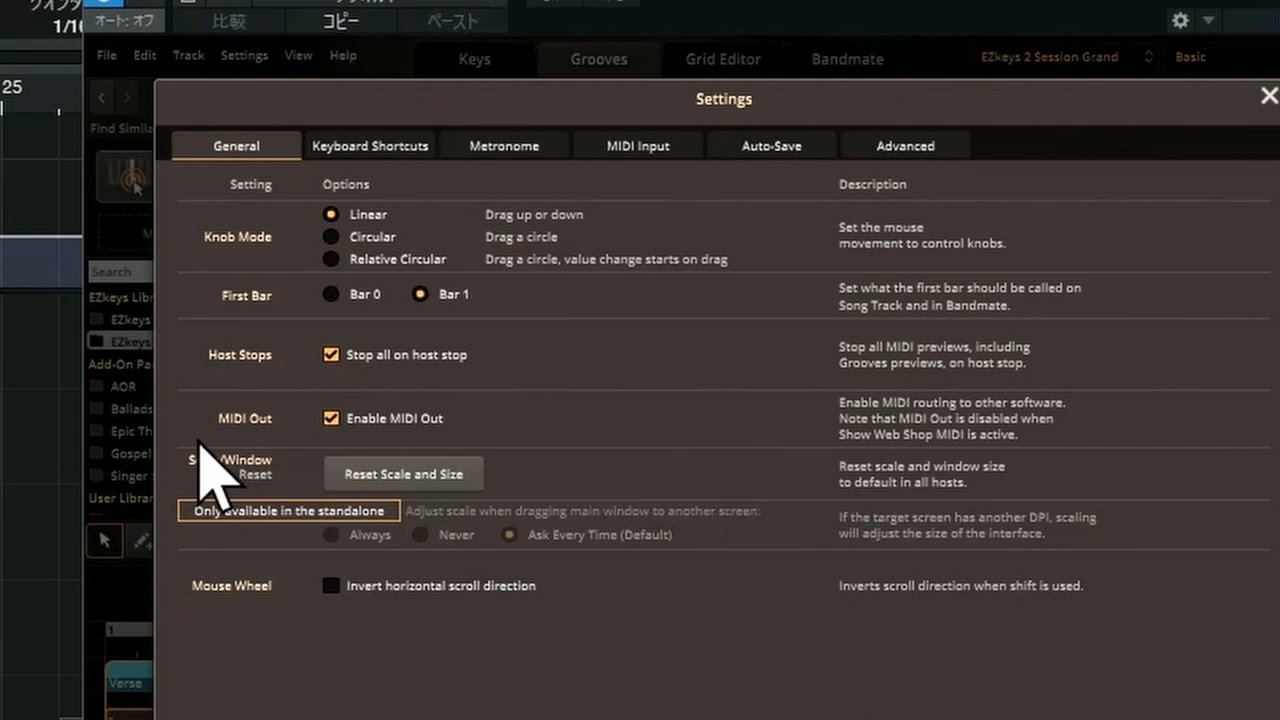 オート: オフ
比較
コピー
ペースト
25
File Edit Track Settings View Help
Keys Grooves Grid Editor Bandmate
EZkeys 2 Session Grand
Basic
Settings
General Keyboard Shortcuts Metronome MIDI Input Auto-Save Advanced
Setting Options Description
Knob Mode
Linear Drag up or down
Circular Drag a circle
Relative Circular Drag a circle, value change starts on drag
Set the mouse
movement to control knobs.
First Bar
Bar 0 Bar 1
Set what the first bar should be called on
Song Track and in Bandmate.
Host Stops
Stop all on host stop
Stop all MIDI previews, including
Grooves previews, on host stop.
MIDI Out
Enable MIDI Out
Enable MIDI routing to other software.
Note that MIDI Out is disabled when
Show Web Shop MIDI is active.
/Window
Reset
Reset Scale and Size
Reset scale and window size
to default in all hosts.
Only available in the standalone
Adjust scale when dragging main window to another screen:
Always Never Ask Every Time (Default)
If the target screen has another DPI, scaling
will adjust the size of the interface.
Mouse Wheel
Invert horizontal scroll direction
Inverts scroll direction when shift is used.
Find Simila
Search
EZkeys Libr
EZkeys
EZkeys
Add-On Pa
AOR
Ballads
Epic Th
Gospel
Singer
User Librar
1
Verse